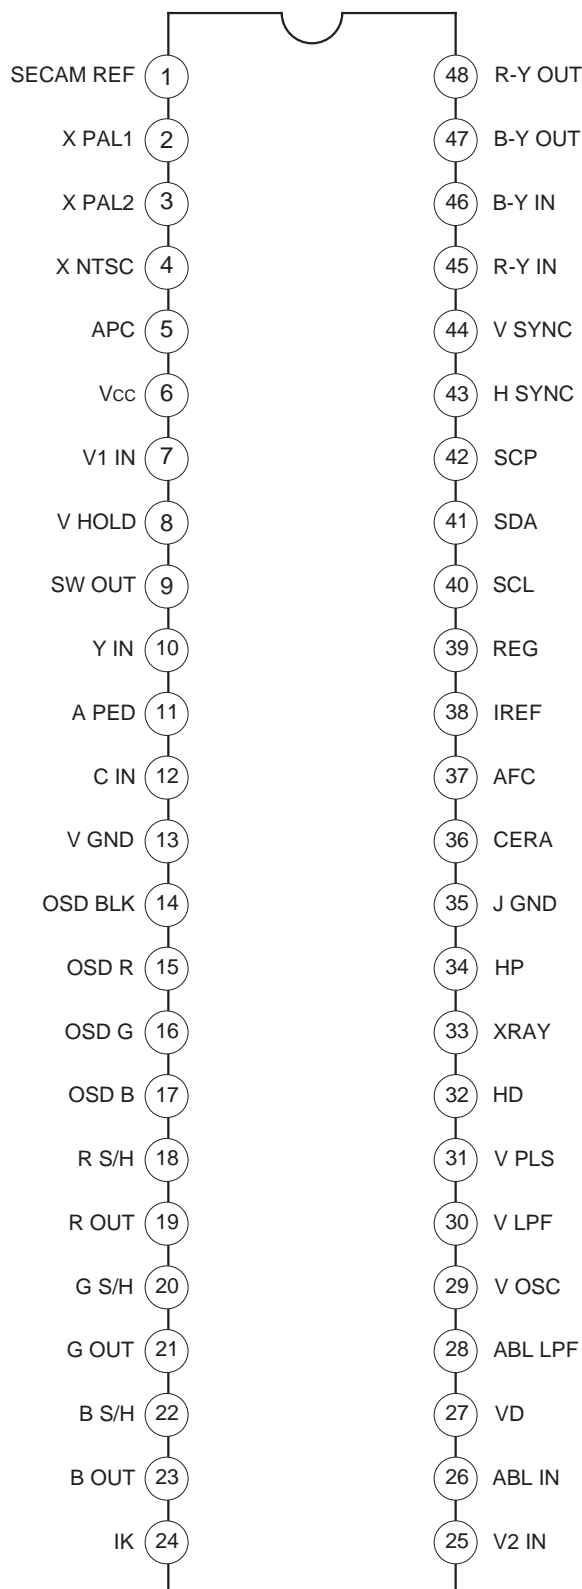 SECAM REF 1 48 R-Y OUT
X PAL1 2 47 B-Y OUT
X PAL2 3 46 B-Y IN
X NTSC 4 45 R-Y IN
APC 5 44 V SYNC
VCC 6 43 H SYNC
V1 IN 7 42 SCP
V HOLD 8 41 SDA
SW OUT 9 40 SCL
Y IN 10 39 REG
A PED 11 38 IREF
C IN 12 37 AFC
V GND 13 36 CERA
OSD BLK 14 35 J GND
OSD R 15 34 HP
OSD G 16 33 XRAY
OSD B 17 32 HD
R S/H 18 31 V PLS
R OUT 19 30 V LPF
G S/H 20 29 V OSC
G OUT 21 28 ABL LPF
B S/H 22 27 VD
B OUT 23 26 ABL IN
IK 24 25 V2 IN